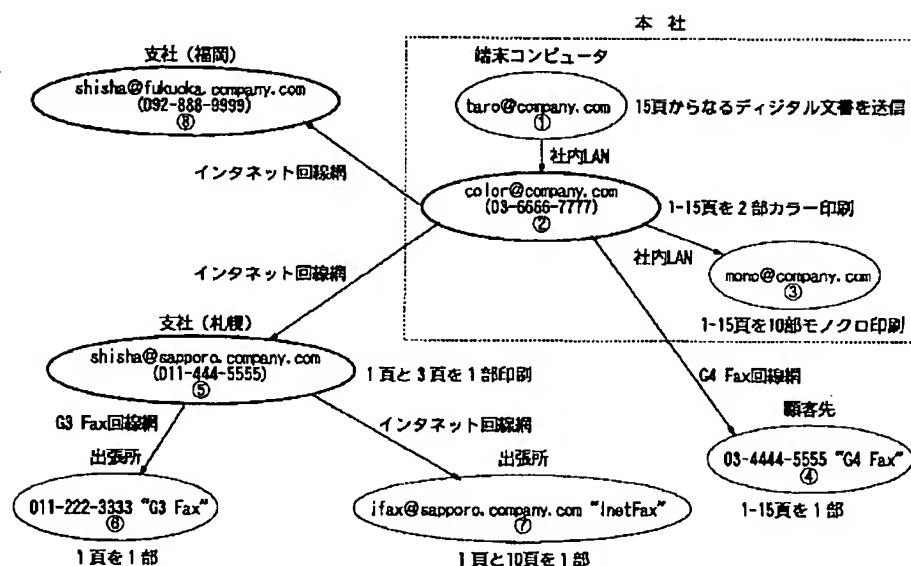 本 社
支社（福岡）
shisha@fukuoka.company.com
(092-888-9999)
⑧
端末コンピュータ
taro@company.com
①
15頁からなるディジタル文書を送信
社内LAN
インタネット回線網
color@company.com
(03-6666-7777)
②
1-15頁を2部カラー印刷
社内LAN
mono@company.com
③
1-15頁を10部モノクロ印刷
インタネット回線網
支社（札幌）
shisha@sapporo.company.com
(011-444-5555)
⑤
1頁と3頁を1部印刷
G4 Fax回線網
G3 Fax回線網
インタネット回線網
顧客先
出張所
出張所
03-4444-5555 "G4 Fax"
④
1-15頁を1部
011-222-3333 "G3 Fax"
⑥
1頁を1部
ifax@sapporo.company.com "InetFax"
⑦
1頁と10頁を1部